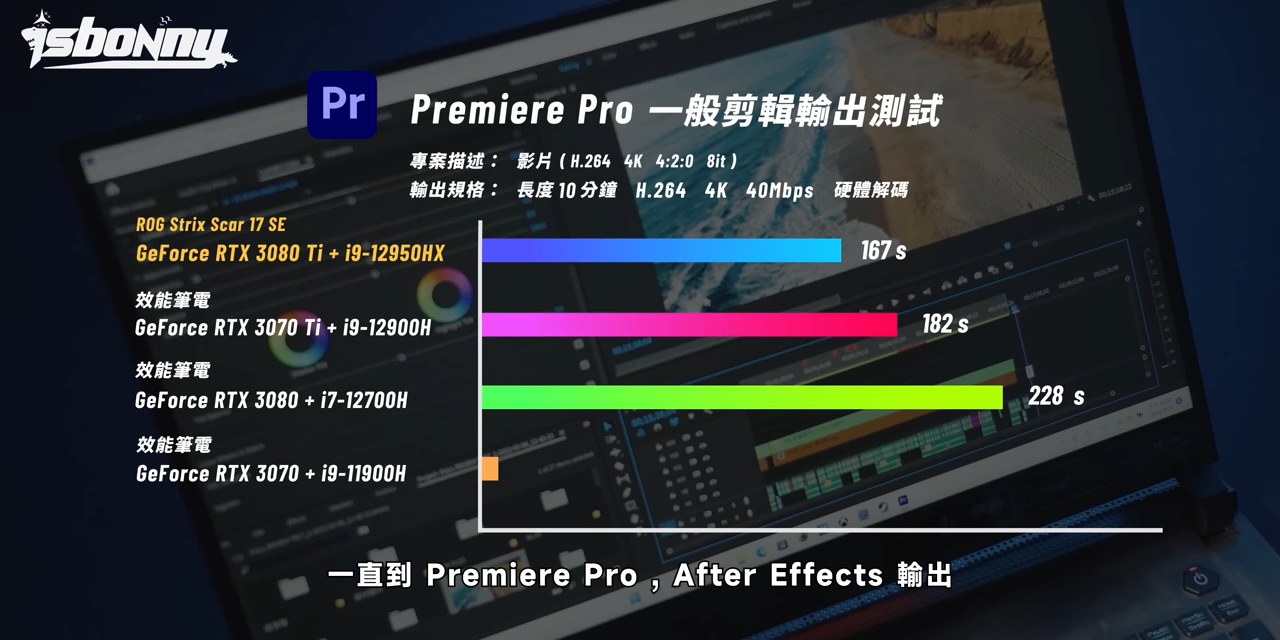 isbonny
Pr
Premiere Pro 一般剪輯輸出測試
專案描述： 影片 ( H.264 4K 4:2:0 8it )
輸出規格： 長度 10 分鐘 H.264 4K 40Mbps 硬體解碼
ROG Strix Scar 17 SE
GeForce RTX 3080 Ti + i9-12950HX
167 s
效能筆電
GeForce RTX 3070 Ti + i9-12900H
182 s
效能筆電
GeForce RTX 3080 + i7-12700H
228 s
效能筆電
GeForce RTX 3070 + i9-11900H
一直到 Premiere Pro , After Effects 輸出